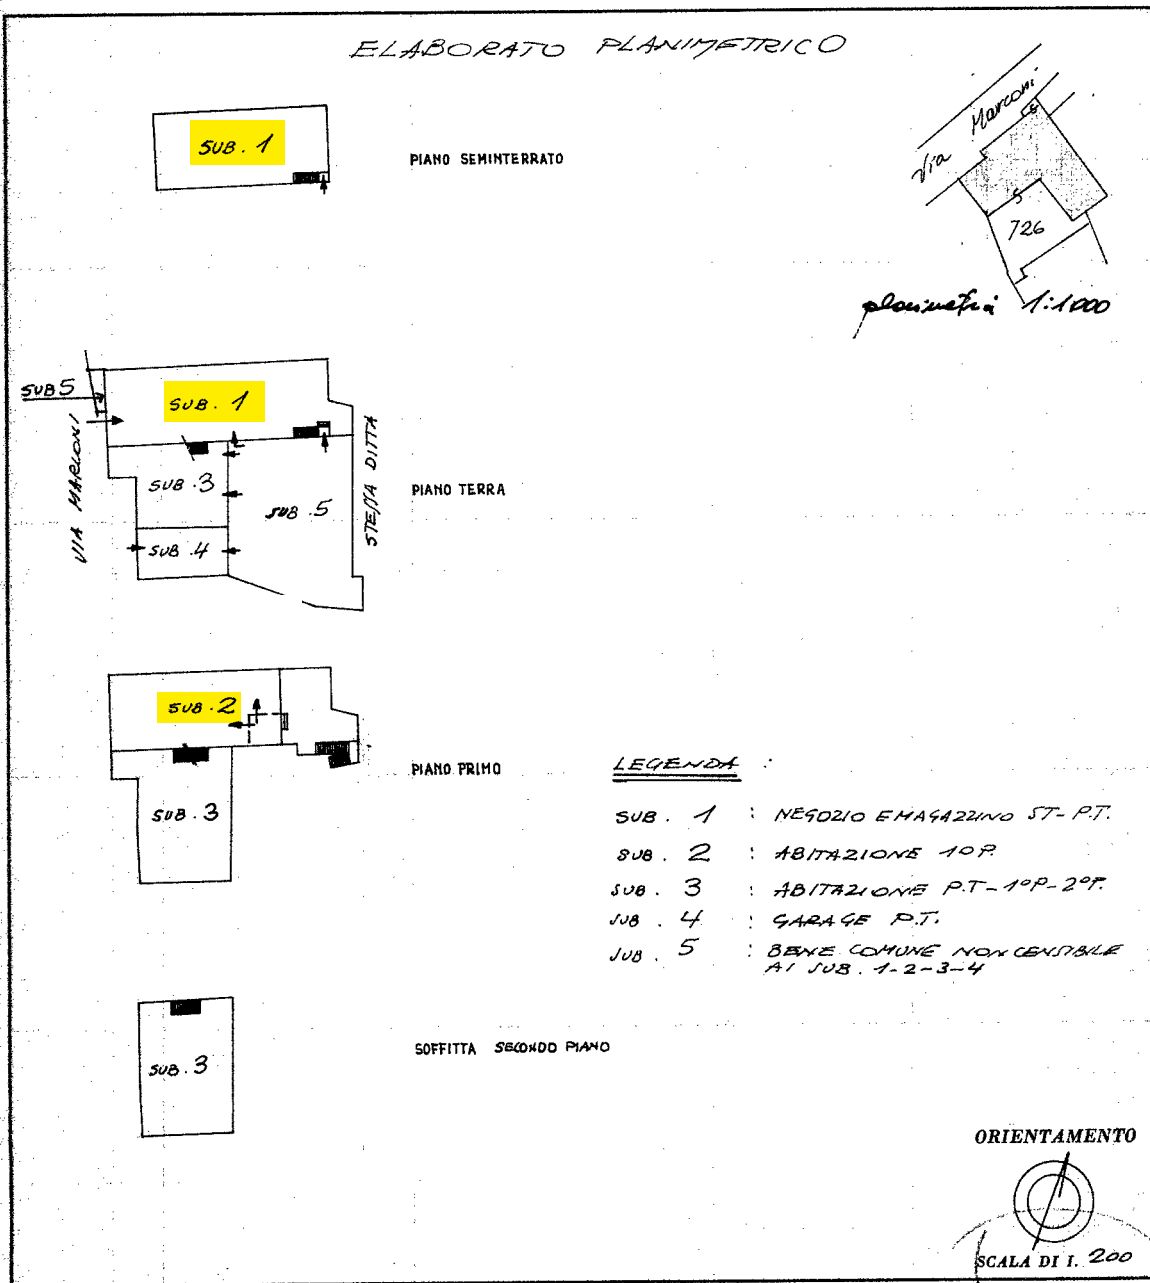 ELABORATO PLANIMETRICO
SUB. 1
PIANO SEMINTERRATO
Via Marconi
S
726
planimetria 1:1000
SUB 5
SUB. 1
VIA MARCONI
SUB. 3
SUB. 5
SUB. 4
STESSA DITTA
PIANO TERRA
SUB. 2
SUB. 3
PIANO PRIMO
LEGENDA :
SUB. 1 : NEGOZIO E MAGAZZINO ST- P.T.
SUB. 2 : ABITAZIONE 1°P.
SUB. 3 : ABITAZIONE P.T-1°P-2°P.
SUB. 4 : GARAGE P.T.
SUB. 5 : BENE COMUNE NON CENSIBILE
AI SUB. 1-2-3-4
SUB. 3
SOFFITTA SECONDO PIANO
ORIENTAMENTO
SCALA DI 1. 200